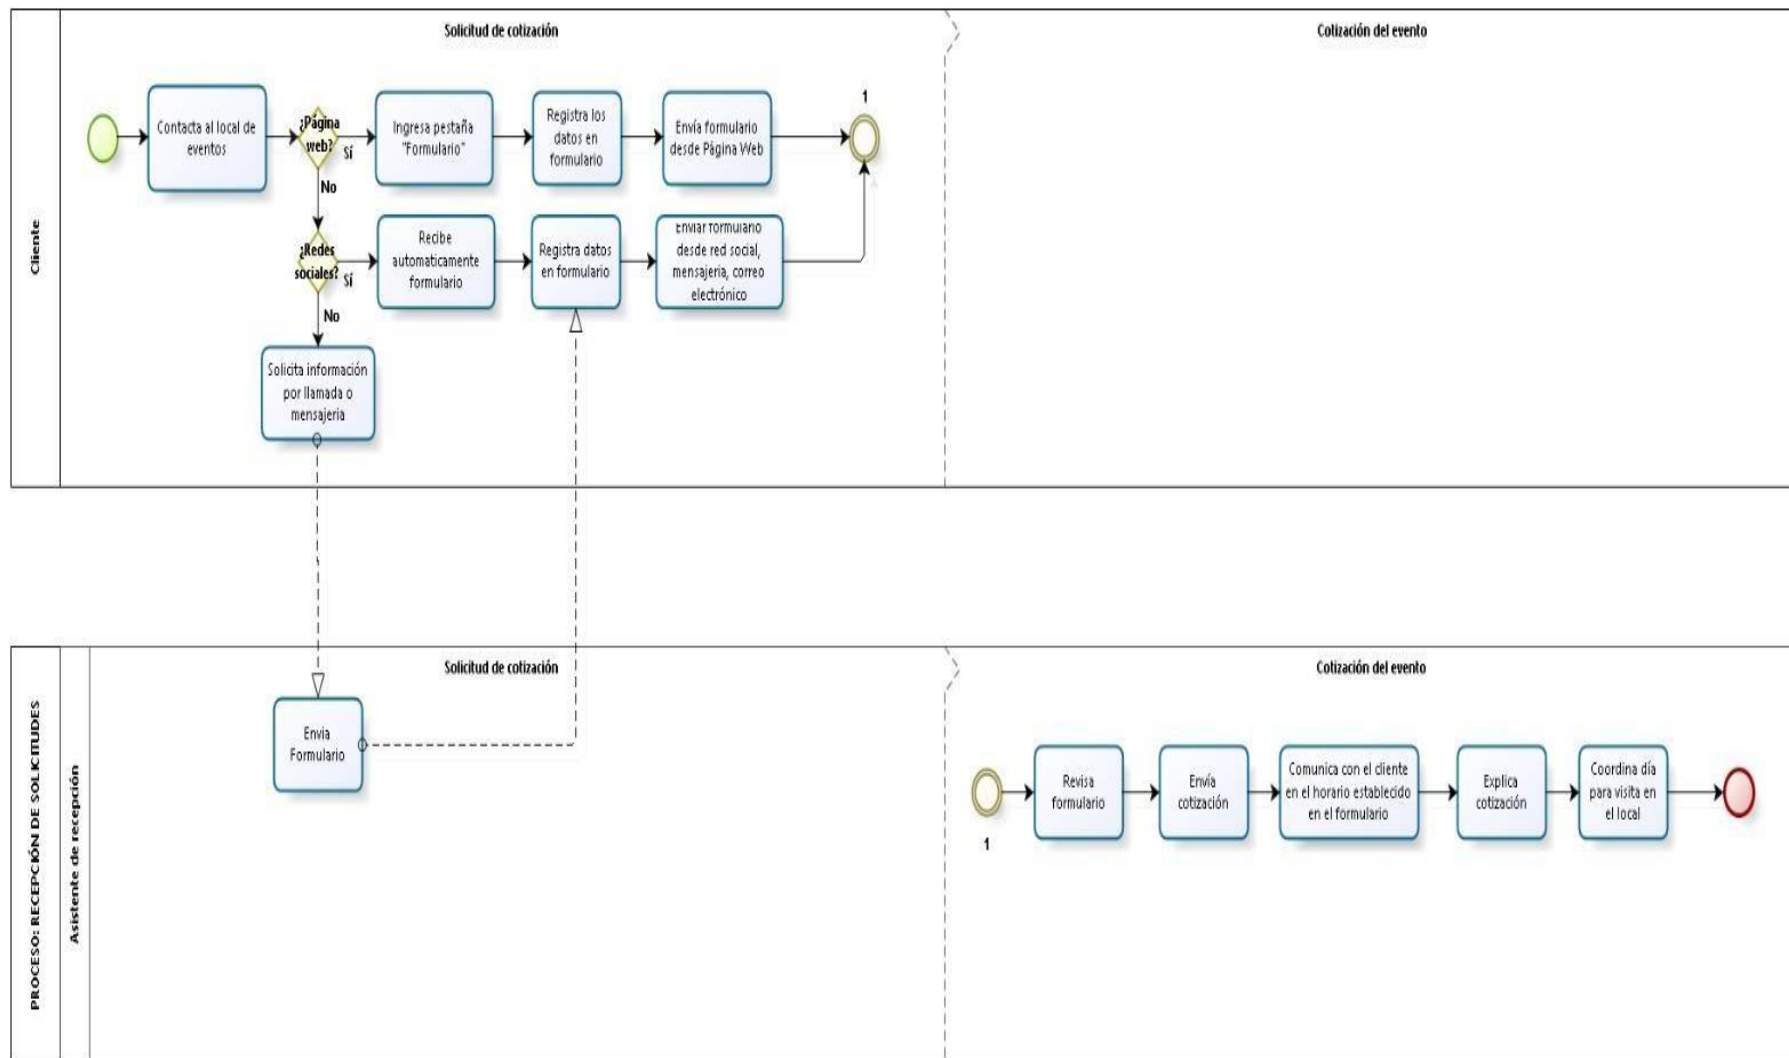 Solicitud de cotización
Cotización del evento
Cliente
Contacta al local de
eventos
¿Página
web?
Sí
No
Ingresa pestaña
"Formulario"
Registra los
datos en
formulario
Envía formulario
desde Página Web
1
¿Redes
sociales?
Sí
No
Recibe
automaticamente
formulario
Registra datos
en formulario
Enviar formulario
desde red social,
mensajeria, correo
electrónico
Solicita información
por llamada o
mensajeria
PROCESO: RECEPCIÓN DE SOLICITUDES
Asistente de recepción
Solicitud de cotización
Cotización del evento
Envia
Formulario
1
Revisa
formulario
Envía
cotización
Comunica con el cliente
en el horario establecido
en el formulario
Explica
cotización
Coordina día
para visita en
el local